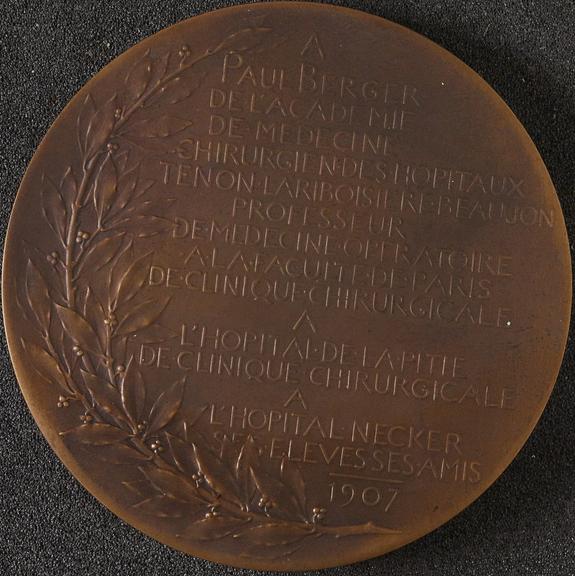 A
PAUL BERGER
DE·L'ACADEMIE
DE·MEDECINE
CHIRURGIEN·DES·HOPITAUX
TENON·LARIBOISIERE·BEAUJON
PROFESSEUR
DE·MEDECINE·OPERATOIRE
A·LA·FACULTE·DE·PARIS
DE·CLINIQUE·CHIRURGICALE
A
L'HOPITAL·DE·LA·PITIE
DE CLINIQUE CHIRURGICALE
A
L'HOPITAL·NECKER
SES·ELEVES·SES·AMIS
1907